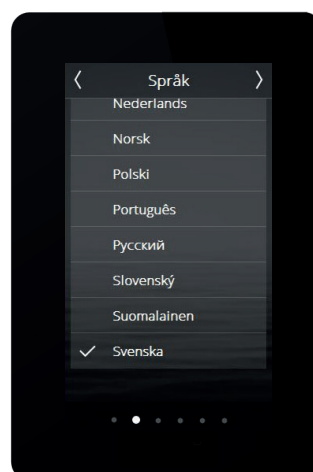 Språk
Nederlands
Norsk
Polski
Português
Русский
Slovenský
Suomalainen
Svenska